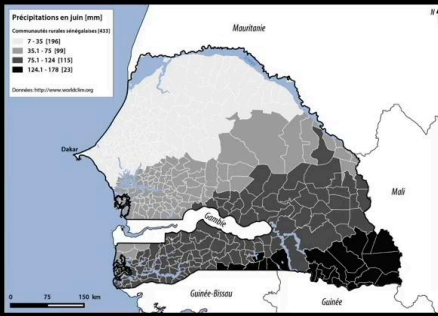 Précipitations en juin [mm]
Communautés rurales sénégalaises [433]
7 - 35 [196]
35.1 - 75 [99]
75.1 - 124 [115]
124.1 - 178 [23]
Données: http://www.worldclim.org
Mauritanie
N
Dakar
Mali
Gambie
Guinée-Bissau
Guinée
0 75 150 km